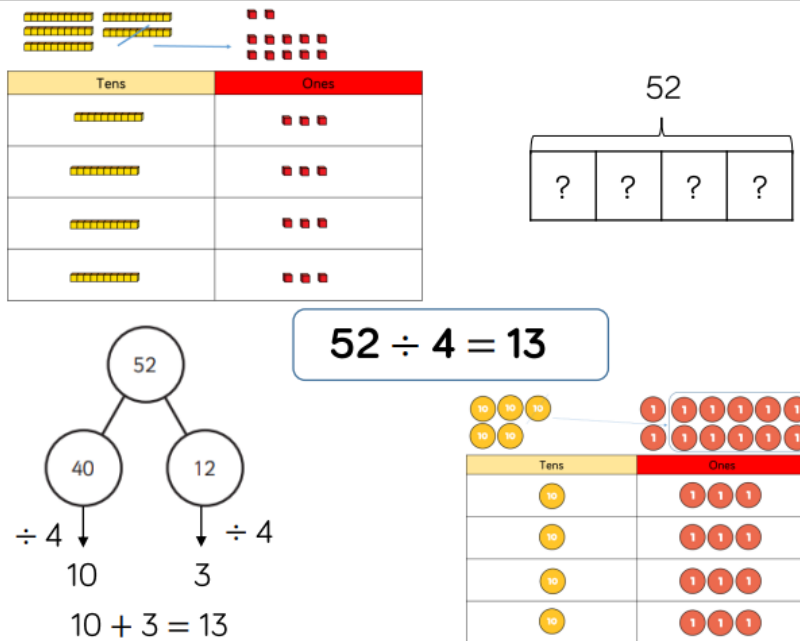 Tens Ones
52
? ? ? ?
52 ÷ 4 = 13
52
40 12
÷ 4 ÷ 4
10 3
10 + 3 = 13
10 10 10
10 10
1 1 1 1 1 1
1 1 1 1 1 1
Tens Ones
10 1 1 1
10 1 1 1
10 1 1 1
10 1 1 1